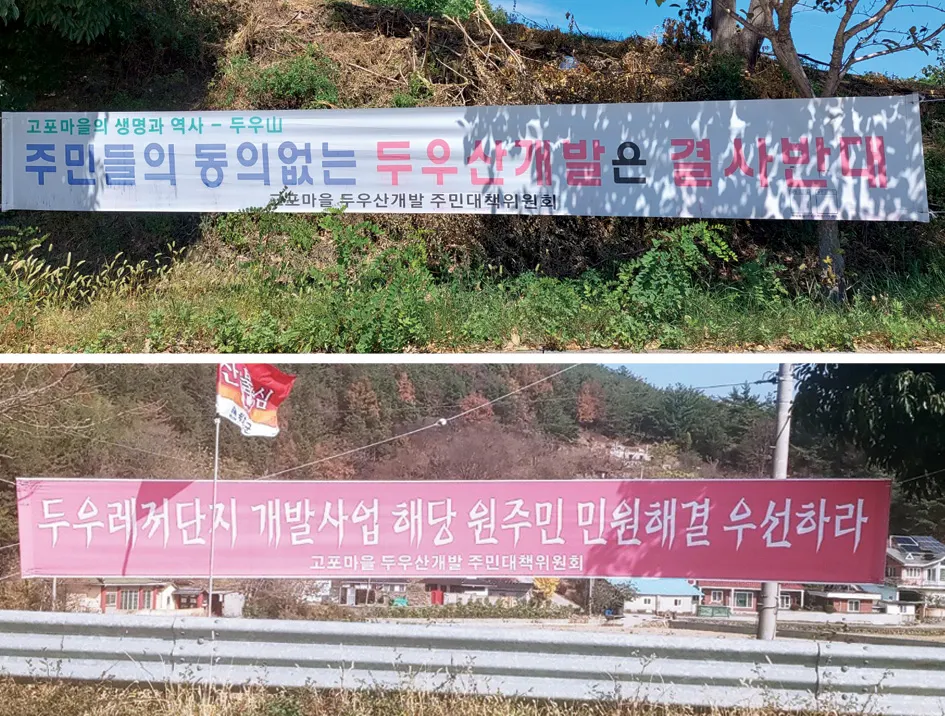 고포마을의 생명과 역사 - 두우山
주민들의 동의없는 두우산개발은 결사반대
고포마을 두우산개발 주민대책위원회
산불조심
두우레저단지 개발사업 해당 원주민 민원해결 우선하라
고포마을 두우산개발 주민대책위원회